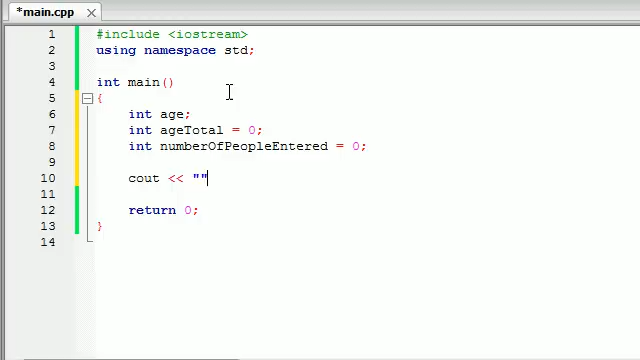 *main.cpp
1 #include <iostream>
2 using namespace std;
3
4 int main()
5 {
6 int age;
7 int ageTotal = 0;
8 int numberOfPeopleEntered = 0;
9
10 cout << ""
11
12 return 0;
13 }
14